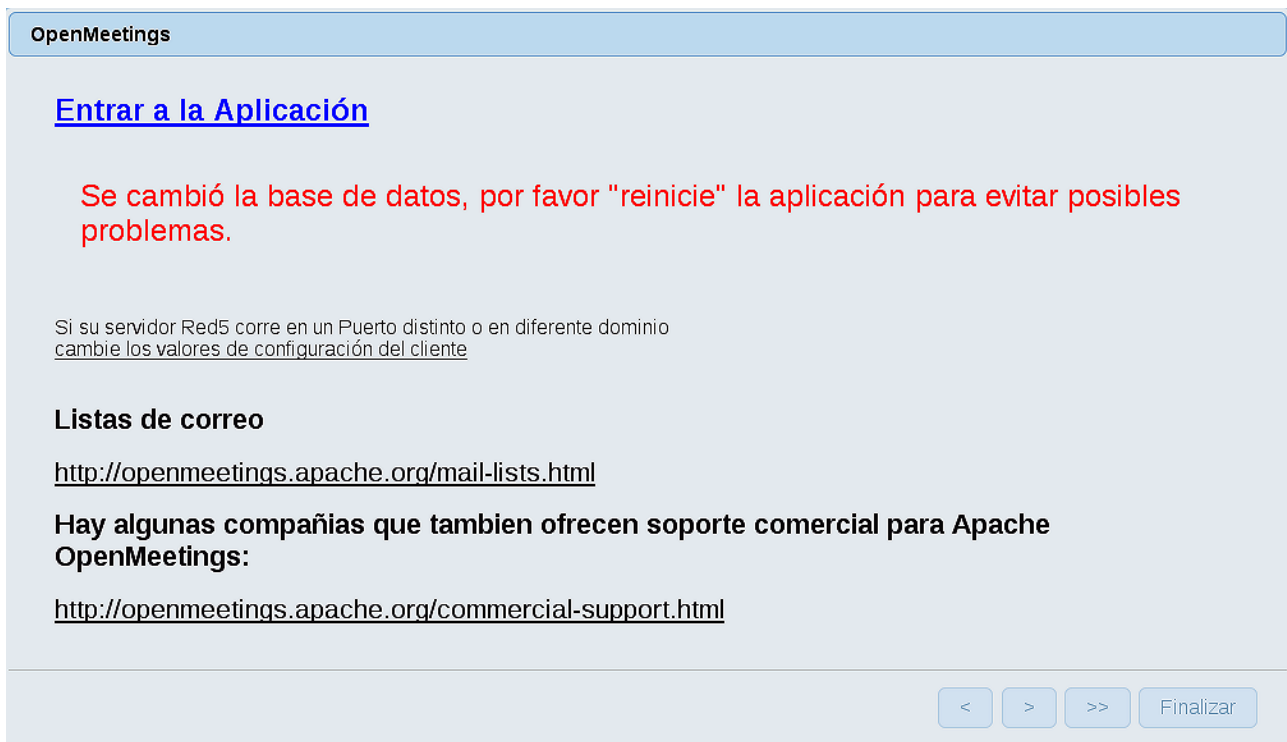 OpenMeetings
Entrar a la Aplicación
Se cambió la base de datos, por favor "reinicie" la aplicación para evitar posibles
problemas.
Si su servidor Red5 corre en un Puerto distinto o en diferente dominio
cambie los valores de configuración del cliente
Listas de correo
http://openmeetings.apache.org/mail-lists.html
Hay algunas compañias que tambien ofrecen soporte comercial para Apache
OpenMeetings:
http://openmeetings.apache.org/commercial-support.html
< > >> Finalizar